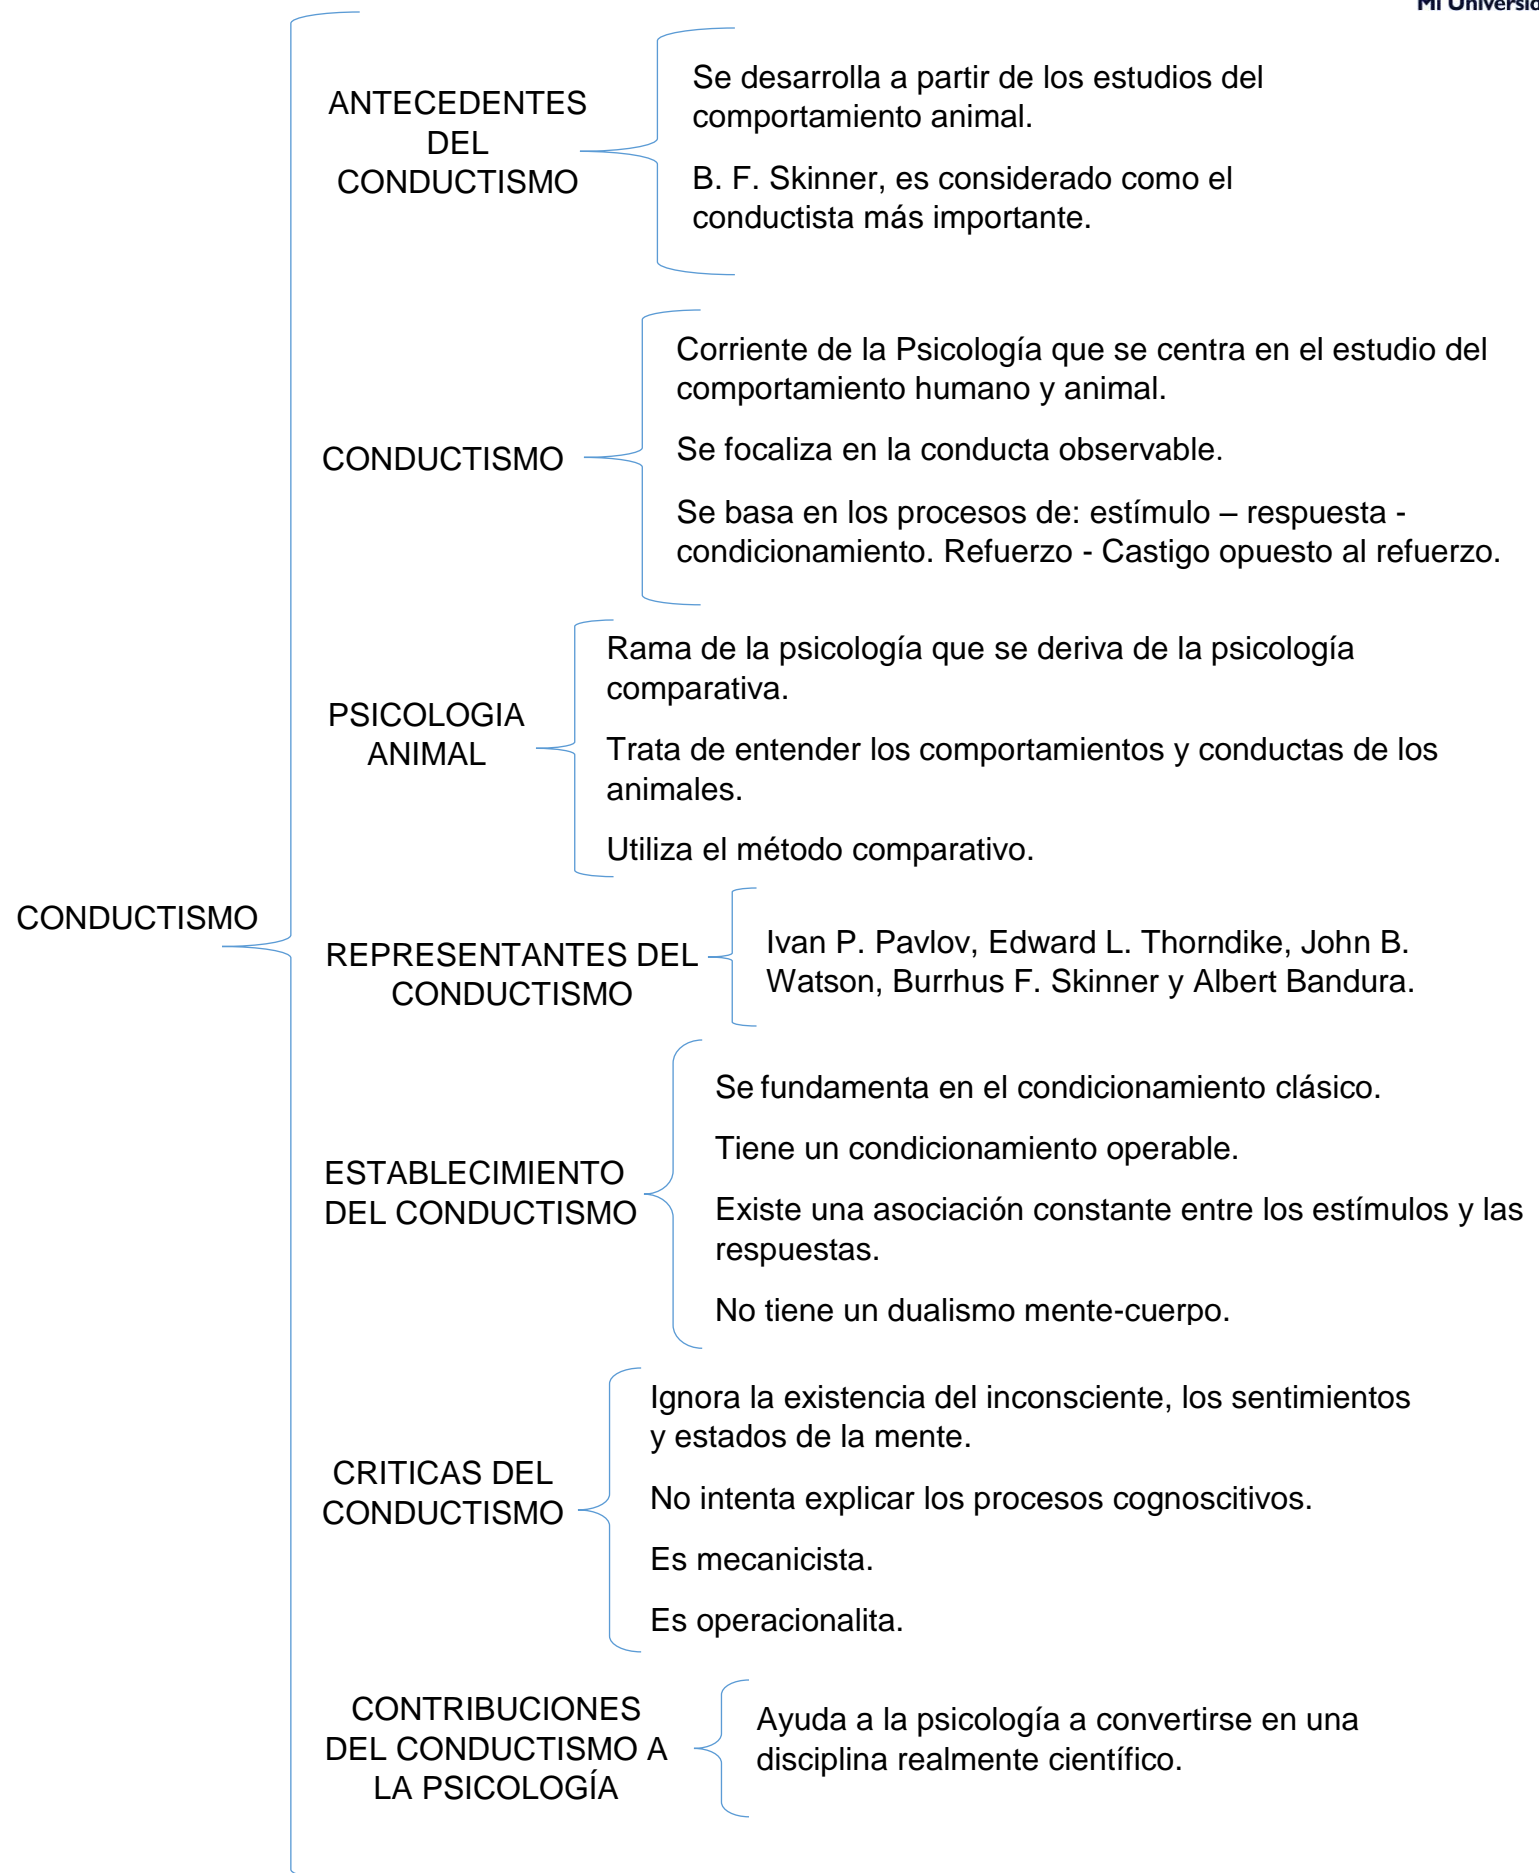 Mi Universid
ANTECEDENTES
DEL
CONDUCTISMO
Se desarrolla a partir de los estudios del
comportamiento animal.
B. F. Skinner, es considerado como el
conductista más importante.
CONDUCTISMO
Corriente de la Psicología que se centra en el estudio del
comportamiento humano y animal.
Se focaliza en la conducta observable.
Se basa en los procesos de: estímulo – respuesta -
condicionamiento. Refuerzo - Castigo opuesto al refuerzo.
PSICOLOGIA
ANIMAL
Rama de la psicología que se deriva de la psicología
comparativa.
Trata de entender los comportamientos y conductas de los
animales.
Utiliza el método comparativo.
CONDUCTISMO
REPRESENTANTES DEL
CONDUCTISMO
Ivan P. Pavlov, Edward L. Thorndike, John B.
Watson, Burrhus F. Skinner y Albert Bandura.
ESTABLECIMIENTO
DEL CONDUCTISMO
Se fundamenta en el condicionamiento clásico.
Tiene un condicionamiento operable.
Existe una asociación constante entre los estímulos y las
respuestas.
No tiene un dualismo mente-cuerpo.
CRITICAS DEL
CONDUCTISMO
Ignora la existencia del inconsciente, los sentimientos
y estados de la mente.
No intenta explicar los procesos cognoscitivos.
Es mecanicista.
Es operacionalita.
CONTRIBUCIONES
DEL CONDUCTISMO A
LA PSICOLOGÍA
Ayuda a la psicología a convertirse en una
disciplina realmente científico.